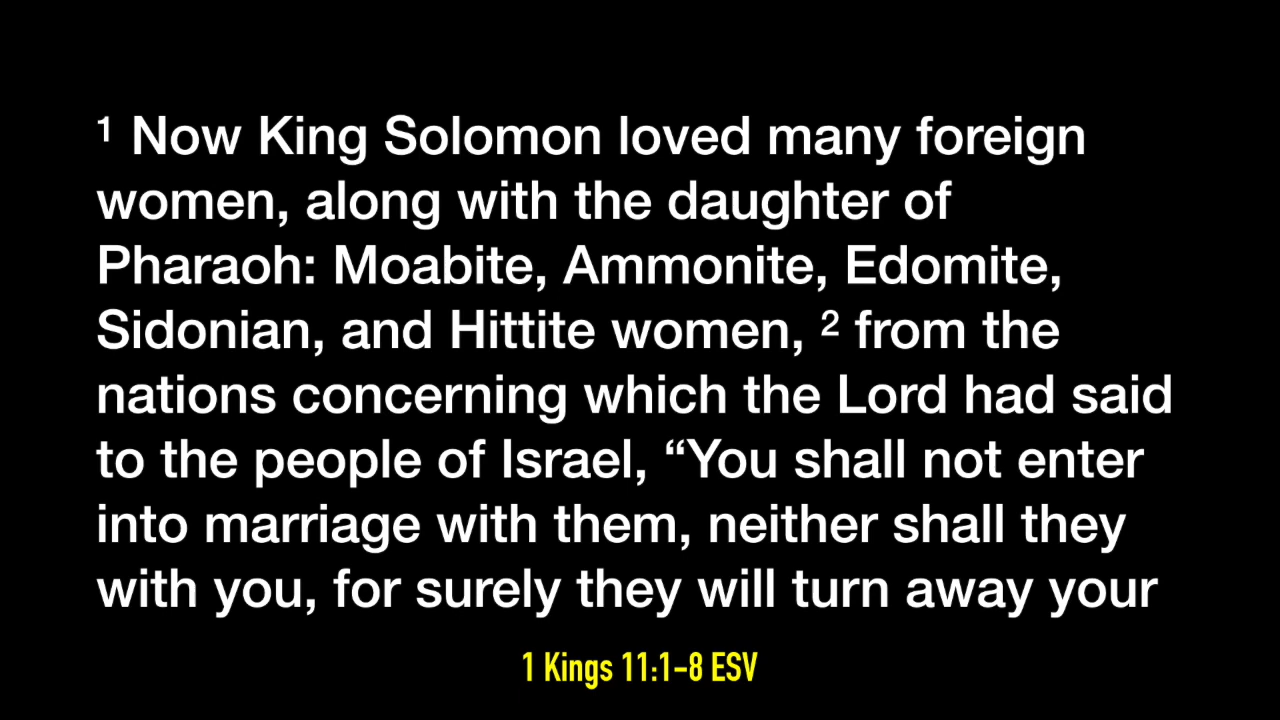 ¹ Now King Solomon loved many foreign
women, along with the daughter of
Pharaoh: Moabite, Ammonite, Edomite,
Sidonian, and Hittite women, ² from the
nations concerning which the Lord had said
to the people of Israel, “You shall not enter
into marriage with them, neither shall they
with you, for surely they will turn away your
1 Kings 11:1–8 ESV